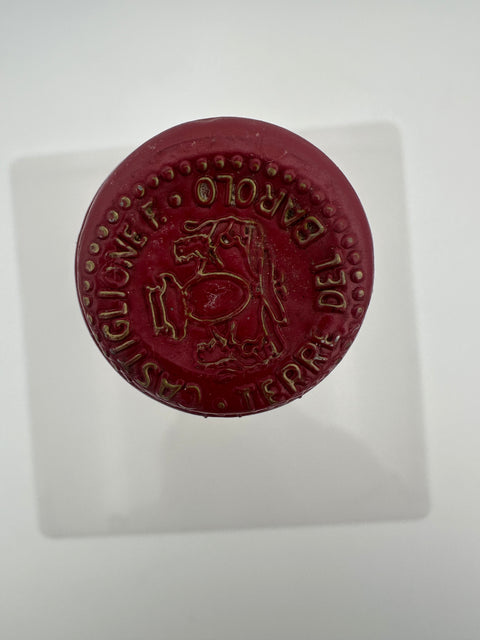 TERRE DEL BAROLO •
CASTIGLIONE F. •